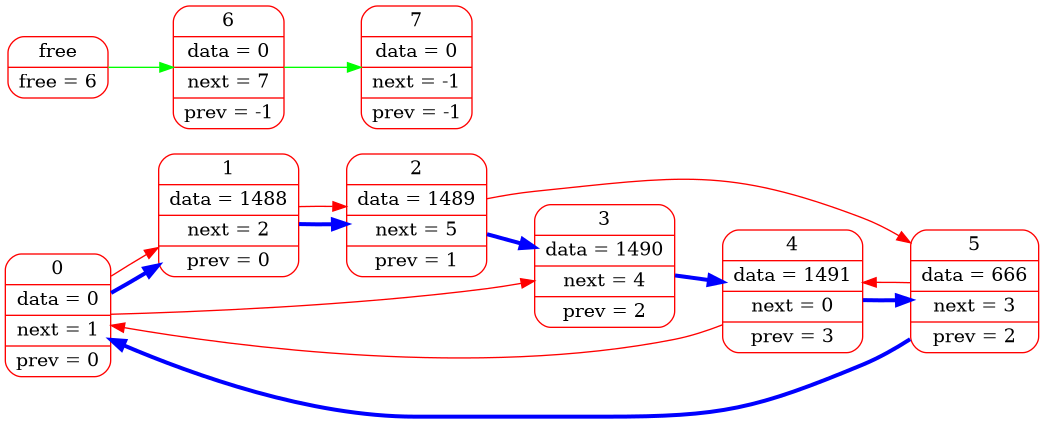 free
free = 6
6
data = 0
next = 7
prev = -1
7
data = 0
next = -1
prev = -1
0
data = 0
next = 1
prev = 0
1
data = 1488
next = 2
prev = 0
2
data = 1489
next = 5
prev = 1
3
data = 1490
next = 4
prev = 2
4
data = 1491
next = 0
prev = 3
5
data = 666
next = 3
prev = 2